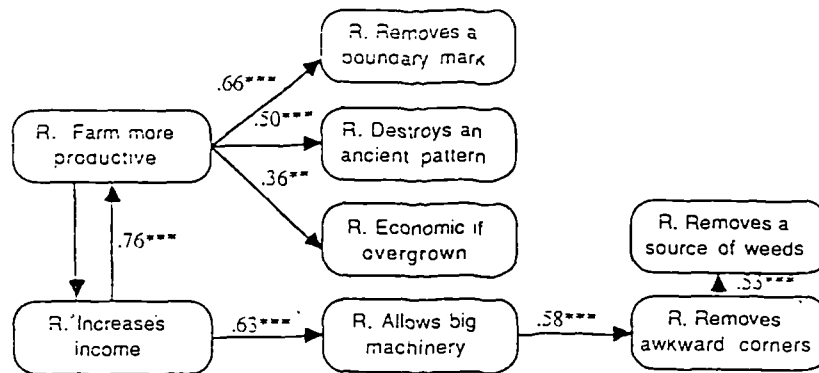 R. Removes a
boundary mark
.66***
R. Farm more
productive
.50***
R. Destroys an
ancient pattern
.36**
R. Economic if
overgrown
.76***
R. Removes a
source of weeds
.53***
R. Increases
income
.63***
R. Allows big
machinery
.58***
R. Removes
awkward corners